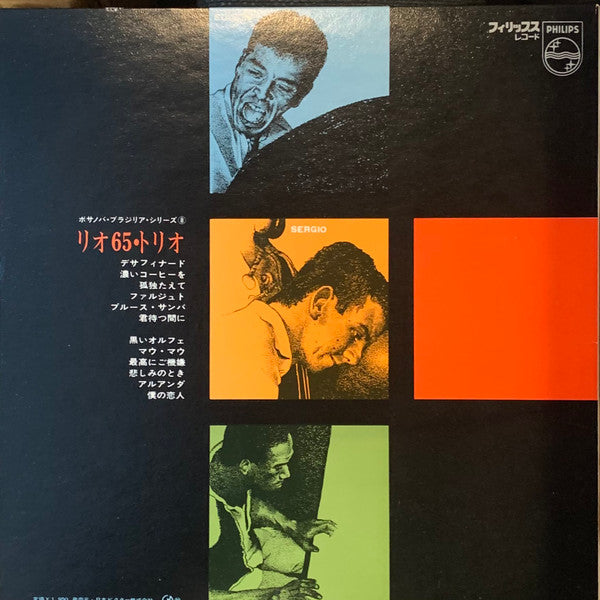 フィリップス
レコード
PHILIPS
ボサノバ・ブラジリア・シリーズ⑧
リオ65・トリオ
SERGIO
デサフィナード
濃いコーヒーを
孤独たえて
ファルジュト
ブルース・サンバ
君待つ間に
黒いオルフェ
マウ・マウ
最高にご機嫌
悲しみのとき
アルアンダ
僕の恋人